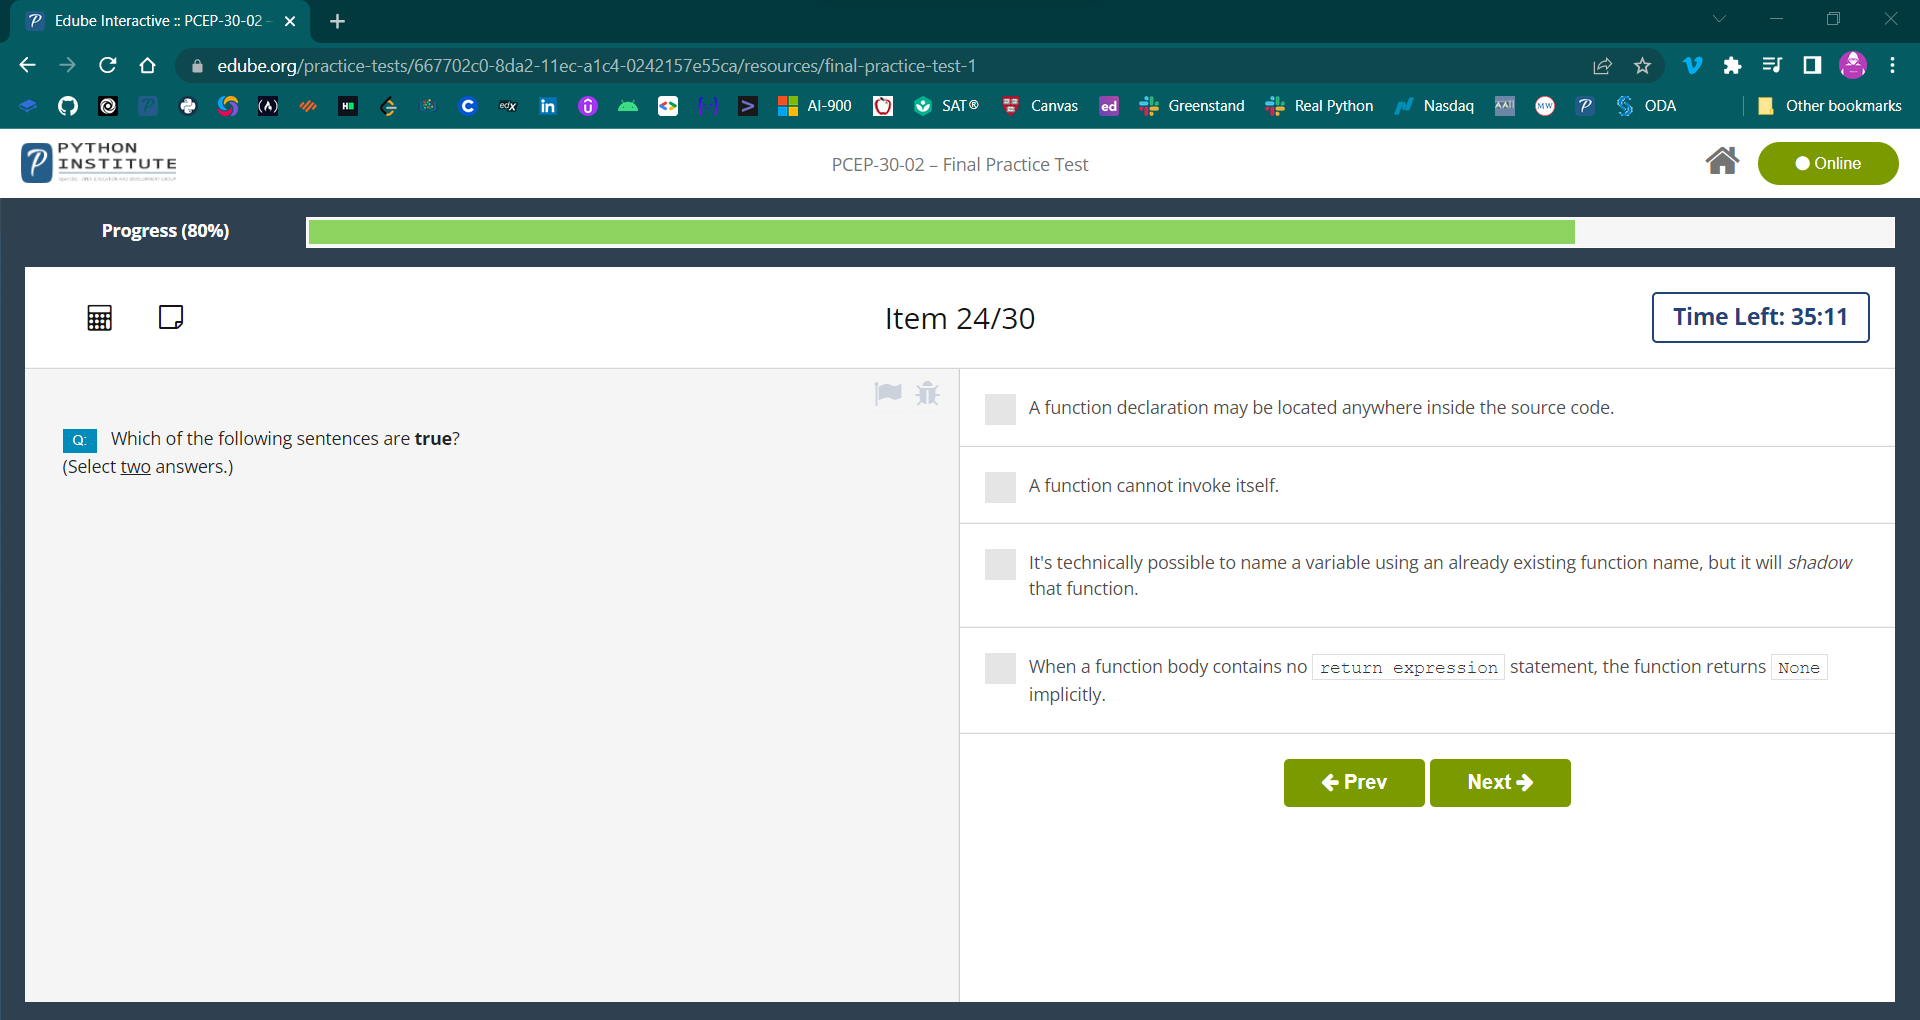 Edube Interactive :: PCEP-30-02 –
edube.org/practice-tests/667702c0-8da2-11ec-a1c4-0242157e55ca/resources/final-practice-test-1
AI-900
SAT®
Canvas
ed
Greenstand
Real Python
Nasdaq
ODA
Other bookmarks
PYTHON
INSTITUTE
PCEP-30-02 – Final Practice Test
Online
Progress (80%)
Item 24/30
Time Left: 35:11
Q: Which of the following sentences are true?
(Select two answers.)
A function declaration may be located anywhere inside the source code.
A function cannot invoke itself.
It's technically possible to name a variable using an already existing function name, but it will shadow
that function.
When a function body contains no return expression statement, the function returns None
implicitly.
Prev
Next